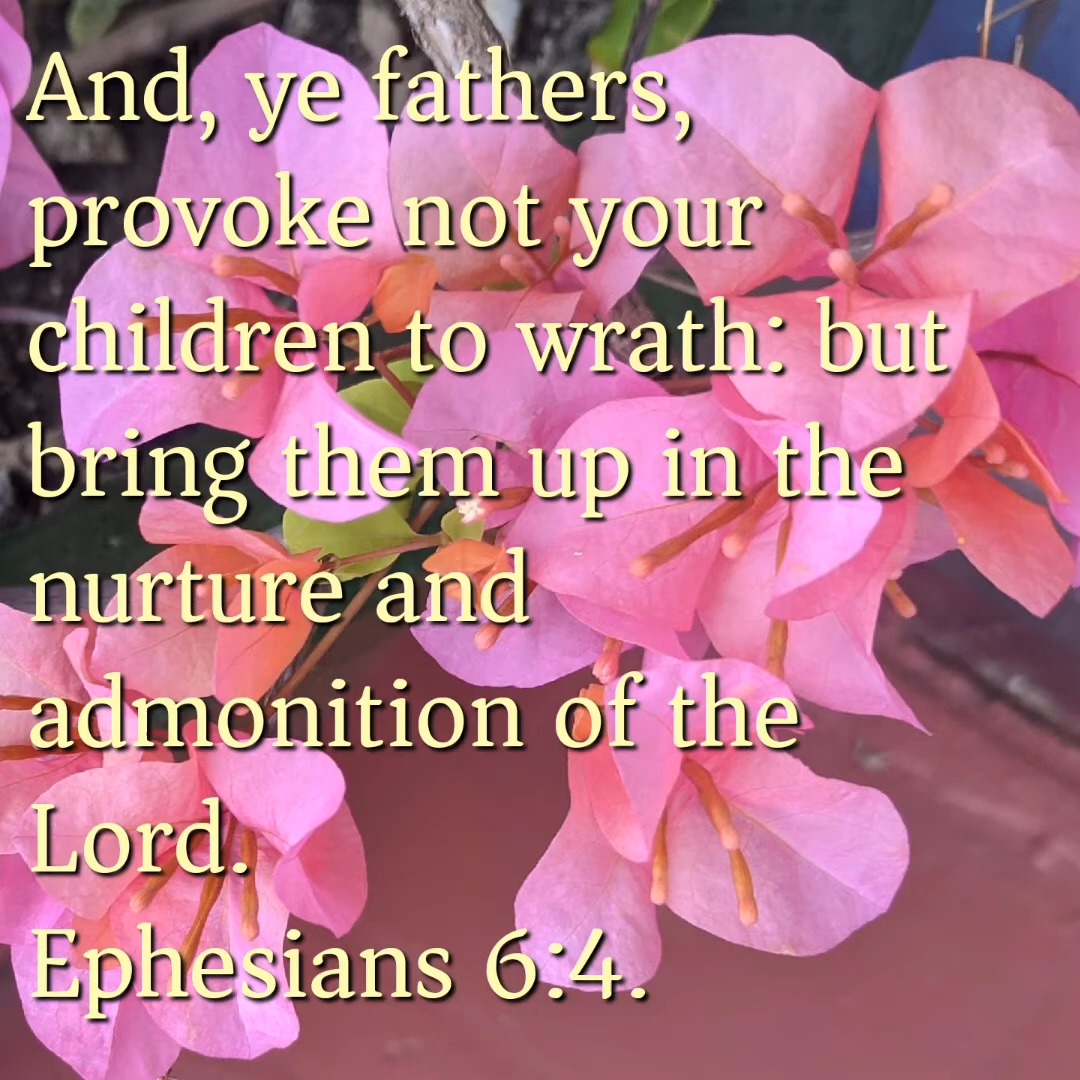 And, ye fathers,
provoke not your
children to wrath: but
bring them up in the
nurture and
admonition of the
Lord.
Ephesians 6:4.